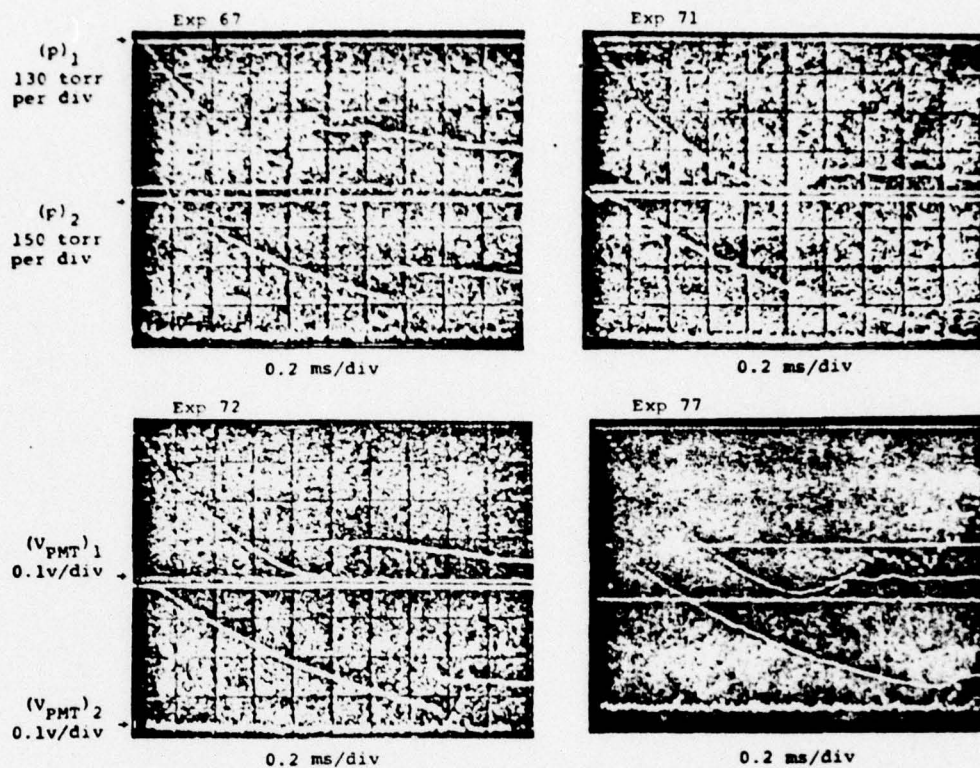 Exp 67
Exp 71
(p)1
130 torr
per div
(p)2
150 torr
per div
0.2 ms/div
0.2 ms/div
Exp 72
Exp 77
(VPMT)1
0.1v/div
(VPMT)2
0.1v/div
0.2 ms/div
0.2 ms/div